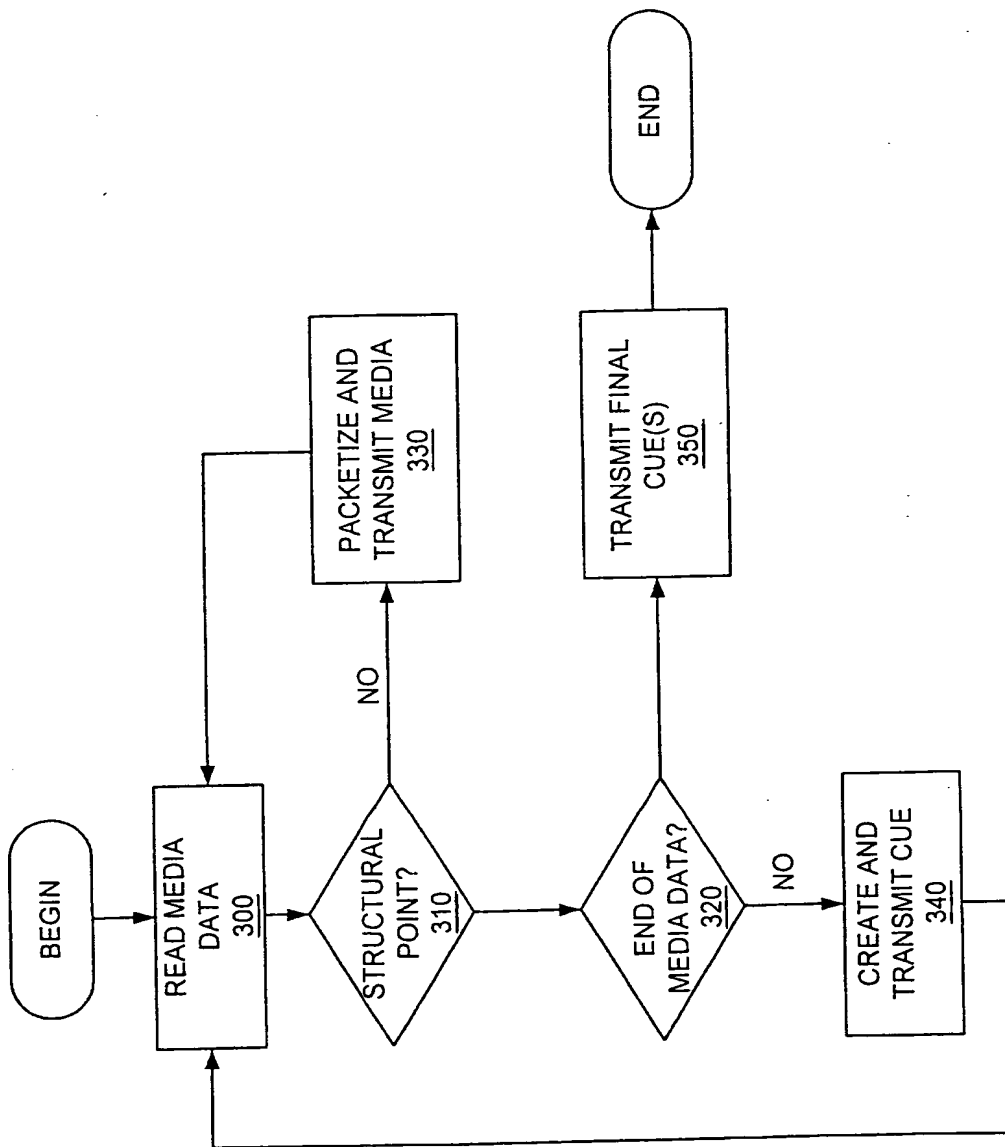 BEGIN
READ MEDIA
DATA
300
STRUCTURAL
POINT?
310
NO
PACKETIZE AND
TRANSMIT MEDIA
330
END OF
MEDIA DATA?
320
NO
TRANSMIT FINAL
CUE(S)
350
END
CREATE AND
TRANSMIT CUE
340